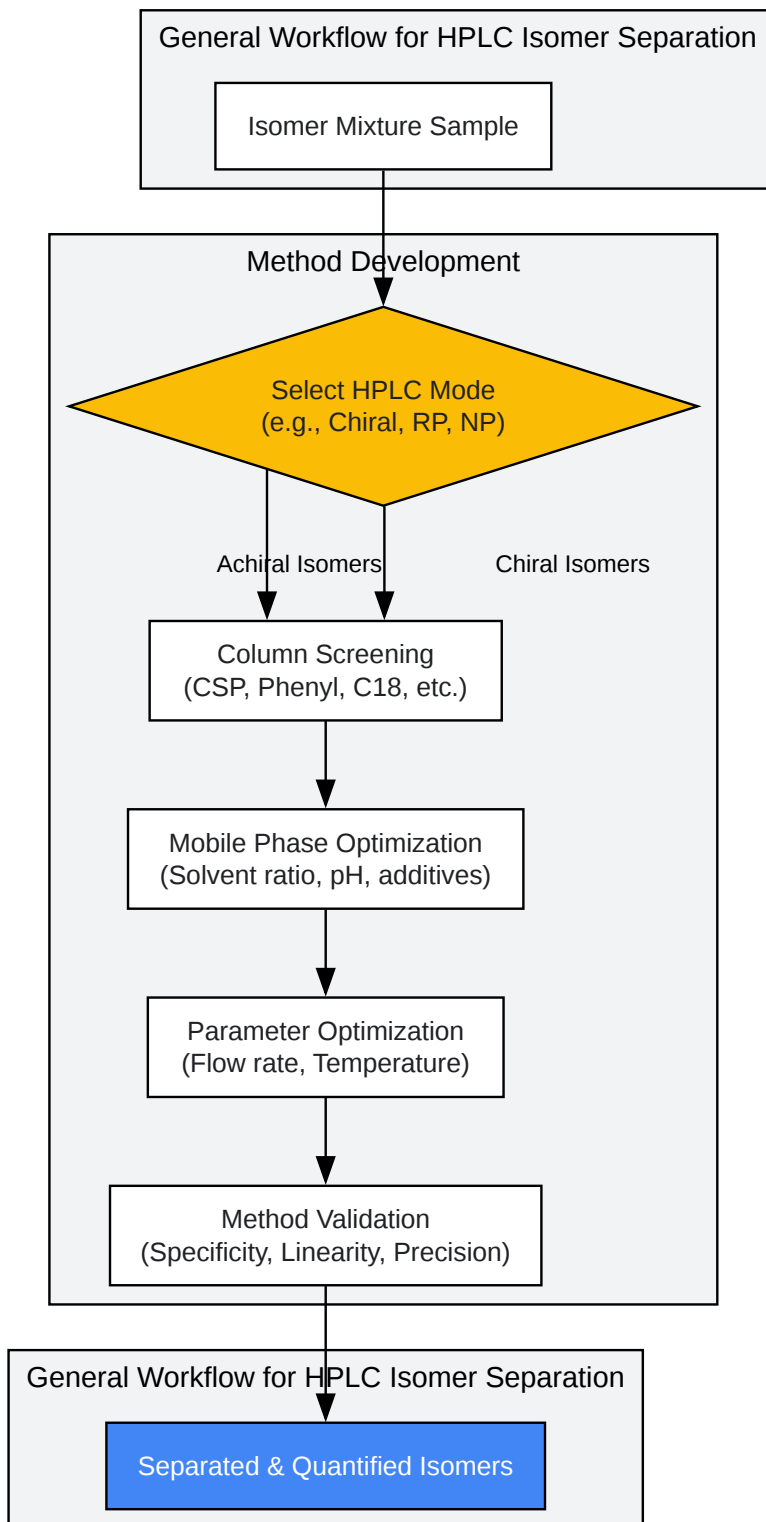 General Workflow for HPLC Isomer Separation
Isomer Mixture Sample
Method Development
Select HPLC Mode
(e.g., Chiral, RP, NP)
Achiral Isomers
Chiral Isomers
Column Screening
(CSP, Phenyl, C18, etc.)
Mobile Phase Optimization
(Solvent ratio, pH, additives)
Parameter Optimization
(Flow rate, Temperature)
Method Validation
(Specificity, Linearity, Precision)
General Workflow for HPLC Isomer Separation
Separated & Quantified Isomers